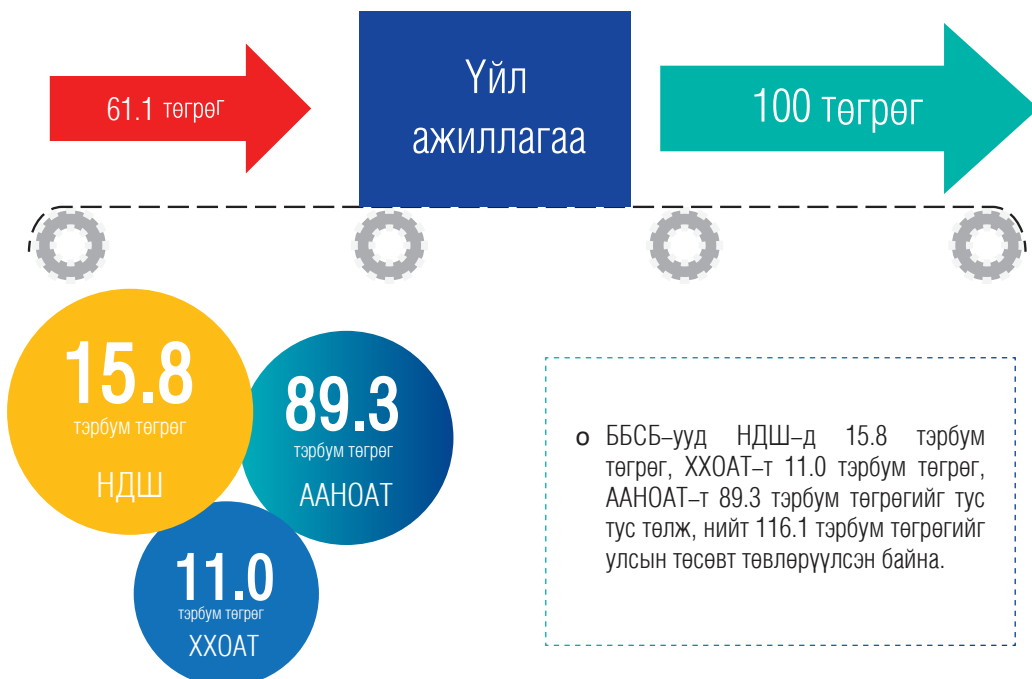 61.1 төгрөг
Үйл
ажиллагаа
100 төгрөг
15.8
тэрбум төгрөг
НДШ
89.3
тэрбум төгрөг
ААНОАТ
11.0
тэрбум төгрөг
ХХОАТ
o ББСБ–ууд НДШ–д 15.8 тэрбум
төгрөг, ХХОАТ–т 11.0 тэрбум төгрөг,
ААНОАТ–т 89.3 тэрбум төгрөгийг тус
тус төлж, нийт 116.1 тэрбум төгрөгийг
улсын төсөвт төвлөрүүлсэн байна.